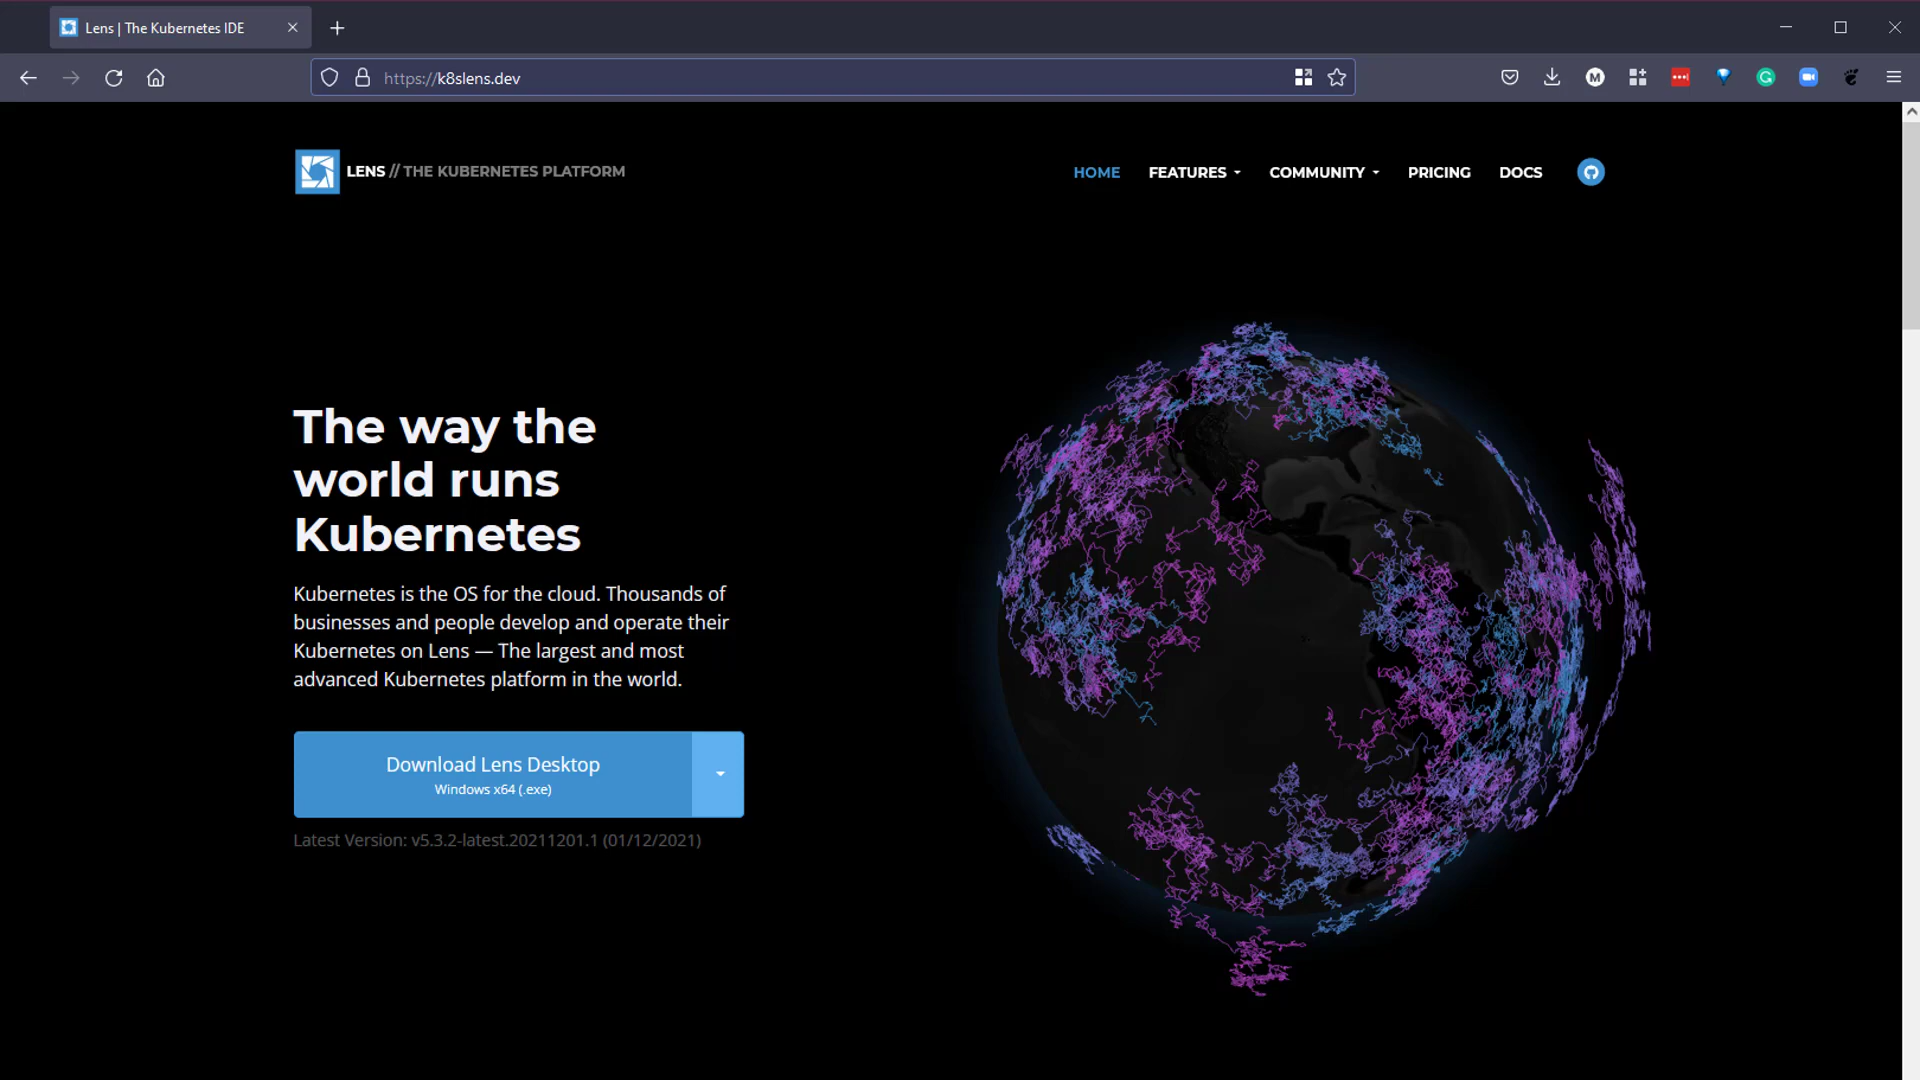 Lens | The Kubernetes IDE
https://k8slens.dev
LENS // THE KUBERNETES PLATFORM
HOME FEATURES COMMUNITY PRICING DOCS
The way the
world runs
Kubernetes
Kubernetes is the OS for the cloud. Thousands of
businesses and people develop and operate their
Kubernetes on Lens — The largest and most
advanced Kubernetes platform in the world.
Download Lens Desktop
Windows x64 (.exe)
Latest Version: v5.3.2-latest.20211201.1 (01/12/2021)